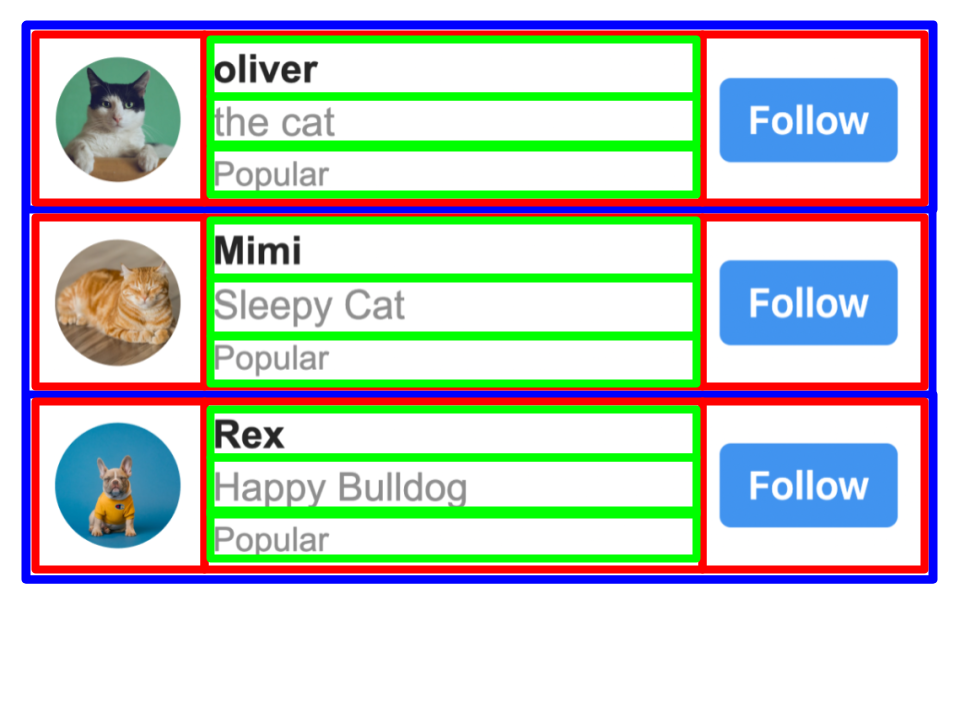 oliver
the cat
Popular
Follow
Mimi
Sleepy Cat
Popular
Follow
Rex
Happy Bulldog
Popular
Follow